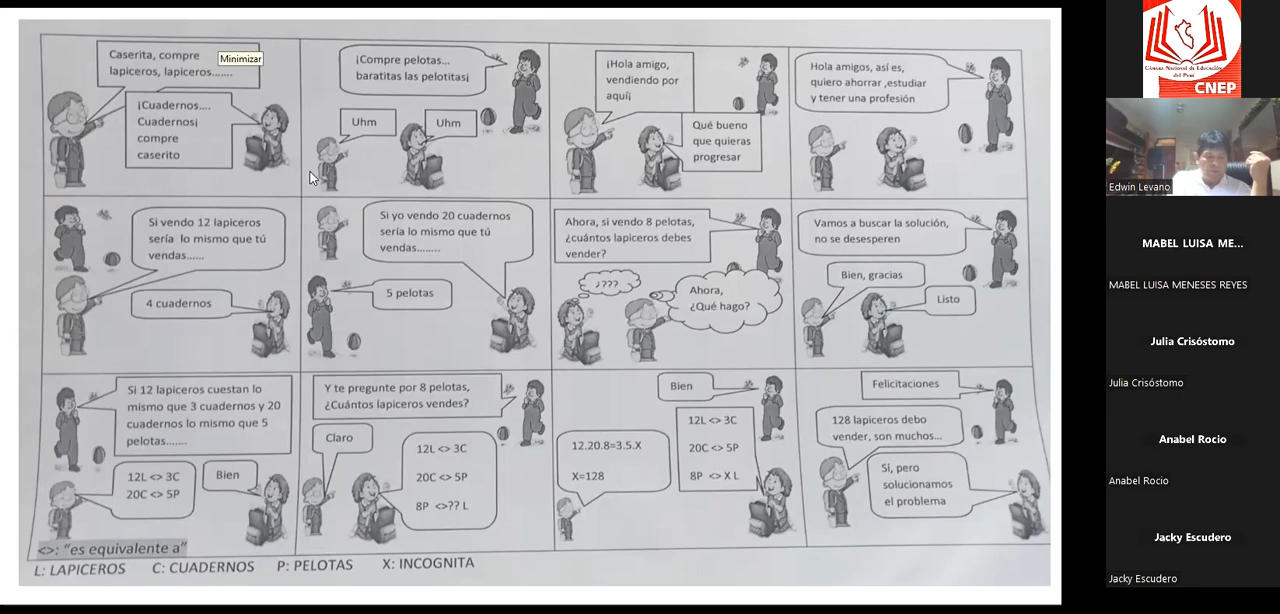 Caserita, compre
lapiceros, lapiceros.......
Minimizar
¡Cuadernos....
Cuadernos¡
compre
caserito
¡Compre pelotas...
baratitas las pelotitas¡
Uhm
Uhm
¡Hola amigo,
vendiendo por
aquí¡
Qué bueno
que quieras
progresar
Hola amigos, así es,
quiero ahorrar ,estudiar
y tener una profesión
Si vendo 12 lapiceros
sería lo mismo que tú
vendas......
4 cuadernos
Si yo vendo 20 cuadernos
sería lo mismo que tú
vendas........
5 pelotas
Ahora, si vendo 8 pelotas,
¿cuántos lapiceros debes
vender?
¿???
Ahora,
¿Qué hago?
Vamos a buscar la solución,
no se desesperen
Bien, gracias
Listo
Si 12 lapiceros cuestan lo
mismo que 3 cuadernos y 20
cuadernos lo mismo que 5
pelotas.......
12L <> 3C
20C <> 5P
Bien
Y te pregunte por 8 pelotas,
¿Cuántos lapiceros vendes?
Claro
12L <> 3C
20C <> 5P
8P <>?? L
Bien
12.20.8=3.5.X
X=128
12L <> 3C
20C <> 5P
8P <> X L
Felicitaciones
128 lapiceros debo
vender, son muchos...
Sí, pero
solucionamos
el problema
<>: "es equivalente a"
L: LAPICEROS C: CUADERNOS P: PELOTAS X: INCOGNITA
Cámara Nacional de Educación
del Perú
CNEP
Edwin Levano
MABEL LUISA ME...
MABEL LUISA MENESES REYES
Julia Crisóstomo
Julia Crisóstomo
Anabel Rocio
Anabel Rocio
Jacky Escudero
Jacky Escudero